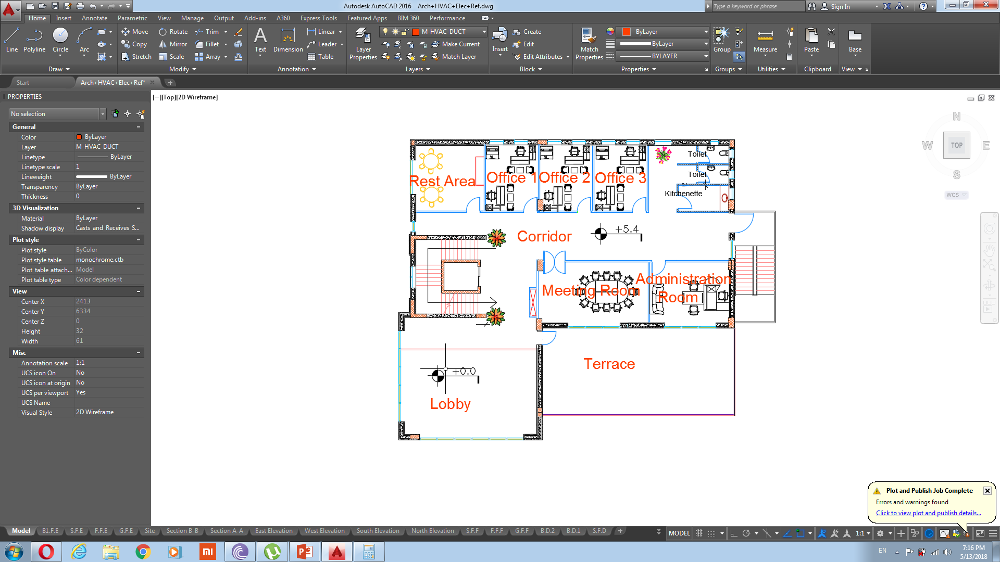 Autodesk AutoCAD 2016 Arch+HVAC+Elec+Ref.dwg
Type a keyword or phrase
Sign In
Home Insert Annotate Parametric View Manage Output Add-ins A360 Express Tools Featured Apps BIM 360 Performance
Line
Polyline
Circle
Arc
Move
Copy
Stretch
Rotate
Mirror
Scale
Trim
Fillet
Array
Text
Dimension
Linear
Leader
Table
Layer
Properties
M-HVAC-DUCT
Make Current
Match Layer
Insert
Create
Edit
Edit Attributes
Match
Properties
ByLayer
ByLayer
BYLAYER
Group
Measure
Paste
Base
Draw Modify Annotation Layers Block Properties Groups Utilities Clipboard View
Start
Arch+HVAC+Elec+Ref*
PROPERTIES
No selection
General
Color ByLayer
Layer M-HVAC-DUCT
Linetype ByLayer
Linetype scale 1
Lineweight ByLayer
Transparency ByLayer
Thickness 0
3D Visualization
Material ByLayer
Shadow display Casts and Receives S...
Plot style
Plot style ByColor
Plot style table monochrome.ctb
Plot table attach... Model
Plot table type Color dependent
View
Center X 2413
Center Y 6334
Center Z 0
Height 32
Width 61
Misc
Annotation scale 1:1
UCS icon On No
UCS icon at origin No
UCS per viewport Yes
UCS Name
Visual Style 2D Wireframe
[−][Top][2D Wireframe]
N
W TOP E
S
WCS
Rest Area
Office 1
Office 2
Office 3
Toilet
Toilet
Kitchenette
Corridor
+5.4
Meeting Room
Administration
Room
Terrace
+0.0
Lobby
Plot and Publish Job Complete
Errors and warnings found
Click to view plot and publish details...
Model B1.F.E S.F.E F.F.E G.F.E Site Section B-B Section A-A East Elevation West Elevation South Elevation North Elevation S.F.F F.F.F G.F.F B.D.2 B.D.1 S.F.D
MODEL
1:1
EN
7:16 PM
5/13/2018